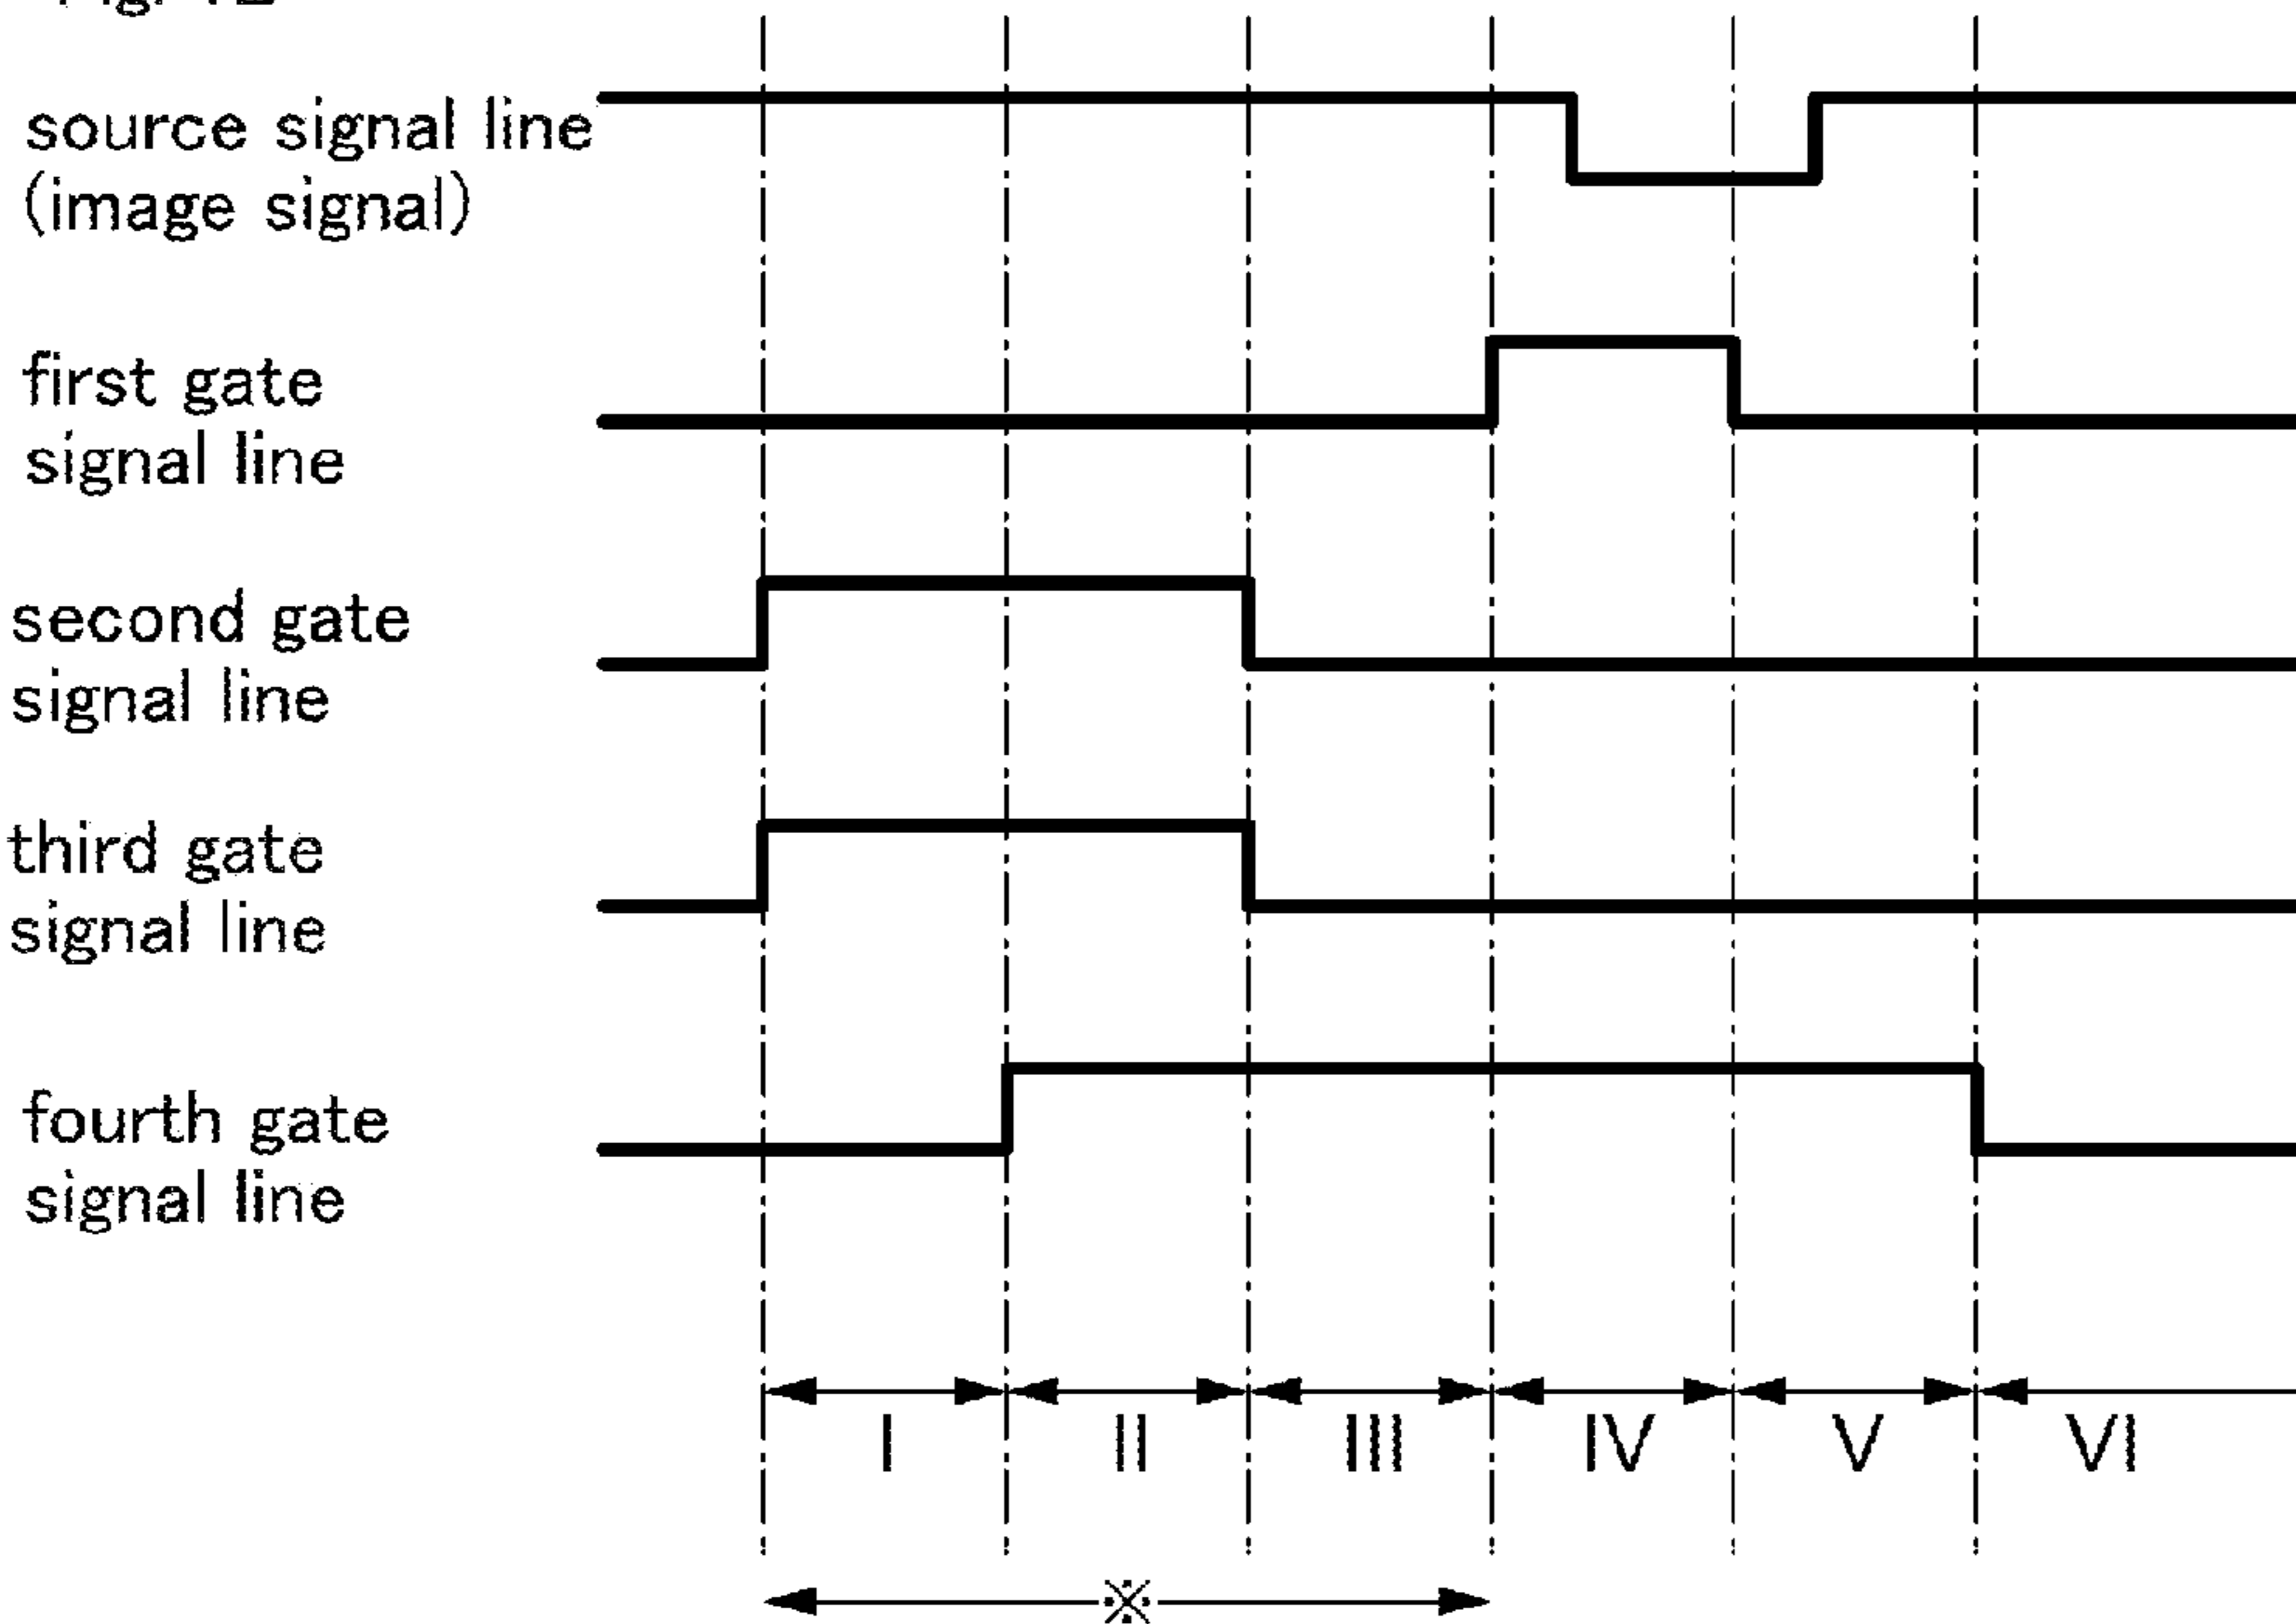 source signal line
(image signal)
first gate
signal line
second gate
signal line
third gate
signal line
fourth gate
signal line
I II III IV V VI
※